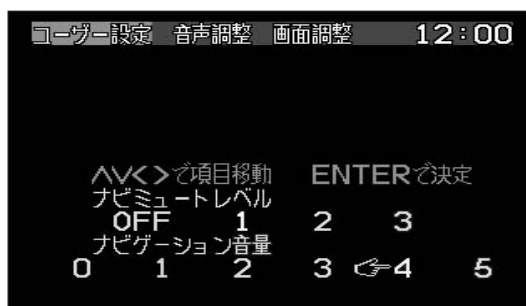 ユーザー設定 音声調整 画面調整 12:00
∧∨<>で項目移動 ENTERで決定
ナビミュートレベル
OFF 1 2 3
ナビゲーション音量
0 1 2 3 ☞4 5